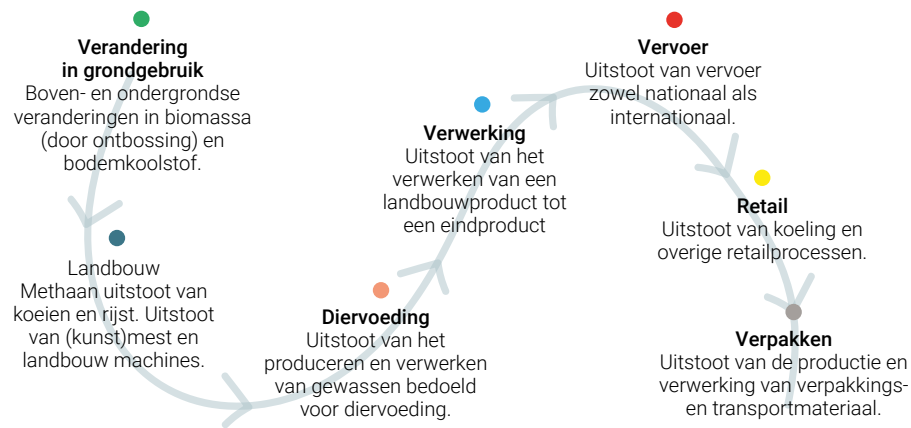 Verandering
in grondgebruik
Boven- en ondergrondse
veranderingen in biomassa
(door ontbossing) en
bodemkoolstof.
Landbouw
Methaan uitstoot van
koeien en rijst. Uitstoot
van (kunst)mest en
landbouw machines.
Diervoeding
Uitstoot van het
produceren en verwerken
van gewassen bedoeld
voor diervoeding.
Verwerking
Uitstoot van het
verwerken van een
landbouwproduct tot
een eindproduct
Vervoer
Uitstoot van vervoer
zowel nationaal als
internationaal.
Retail
Uitstoot van koeling en
overige retailprocessen.
Verpakken
Uitstoot van de productie en
verwerking van verpakkings-
en transportmateriaal.